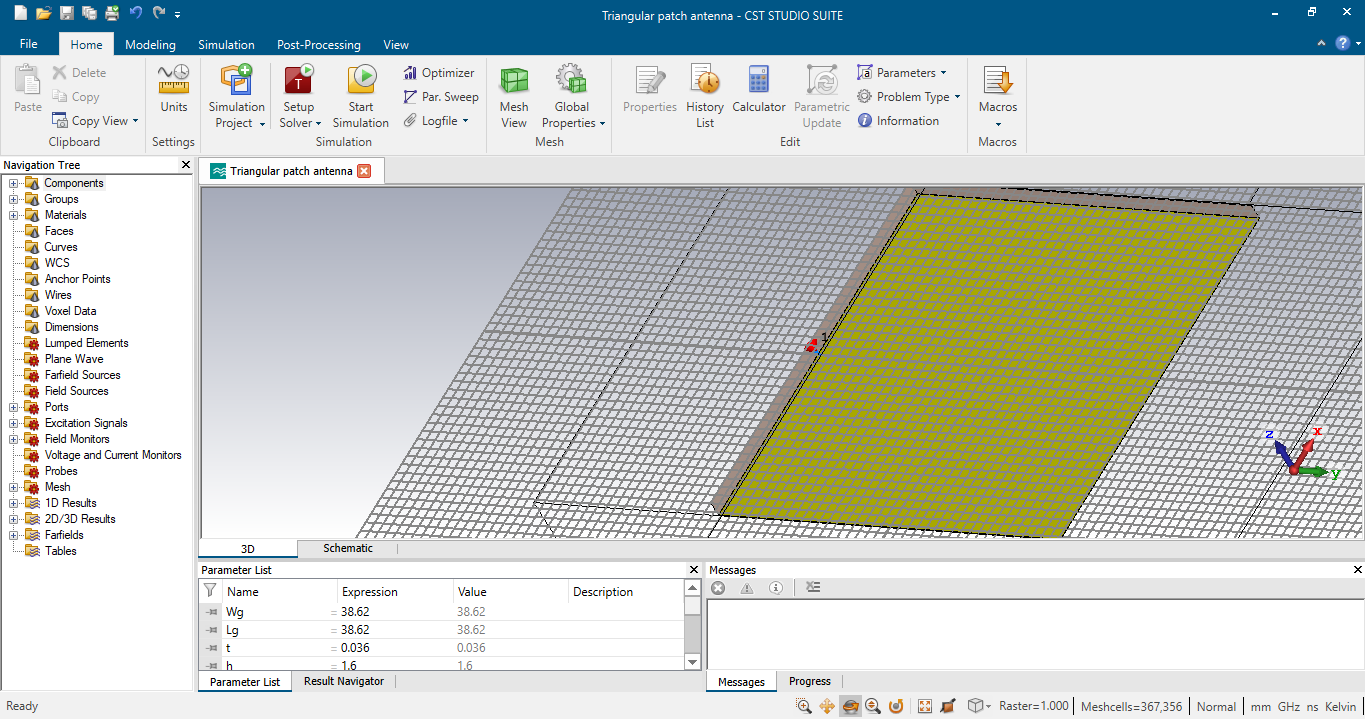 Triangular patch antenna - CST STUDIO SUITE
File Home Modeling Simulation Post-Processing View
Paste
Delete
Copy
Copy View
Clipboard
Units
Settings
Simulation Project
Setup Solver
Start Simulation
Optimizer
Par. Sweep
Logfile
Simulation
Mesh View
Global Properties
Mesh
Properties
History List
Calculator
Parametric Update
Parameters
Problem Type
Information
Edit
Macros
Macros
Navigation Tree
Components
Groups
Materials
Faces
Curves
WCS
Anchor Points
Wires
Voxel Data
Dimensions
Lumped Elements
Plane Wave
Farfield Sources
Field Sources
Ports
Excitation Signals
Field Monitors
Voltage and Current Monitors
Probes
Mesh
1D Results
2D/3D Results
Farfields
Tables
Triangular patch antenna
1
z x y
3D Schematic
Parameter List
Name Expression Value Description
Wg = 38.62 38.62
Lg = 38.62 38.62
t = 0.036 0.036
h = 1.6 1.6
Parameter List Result Navigator
Messages
Messages Progress
Ready
Raster=1.000 Meshcells=367,356 Normal mm GHz ns Kelvin